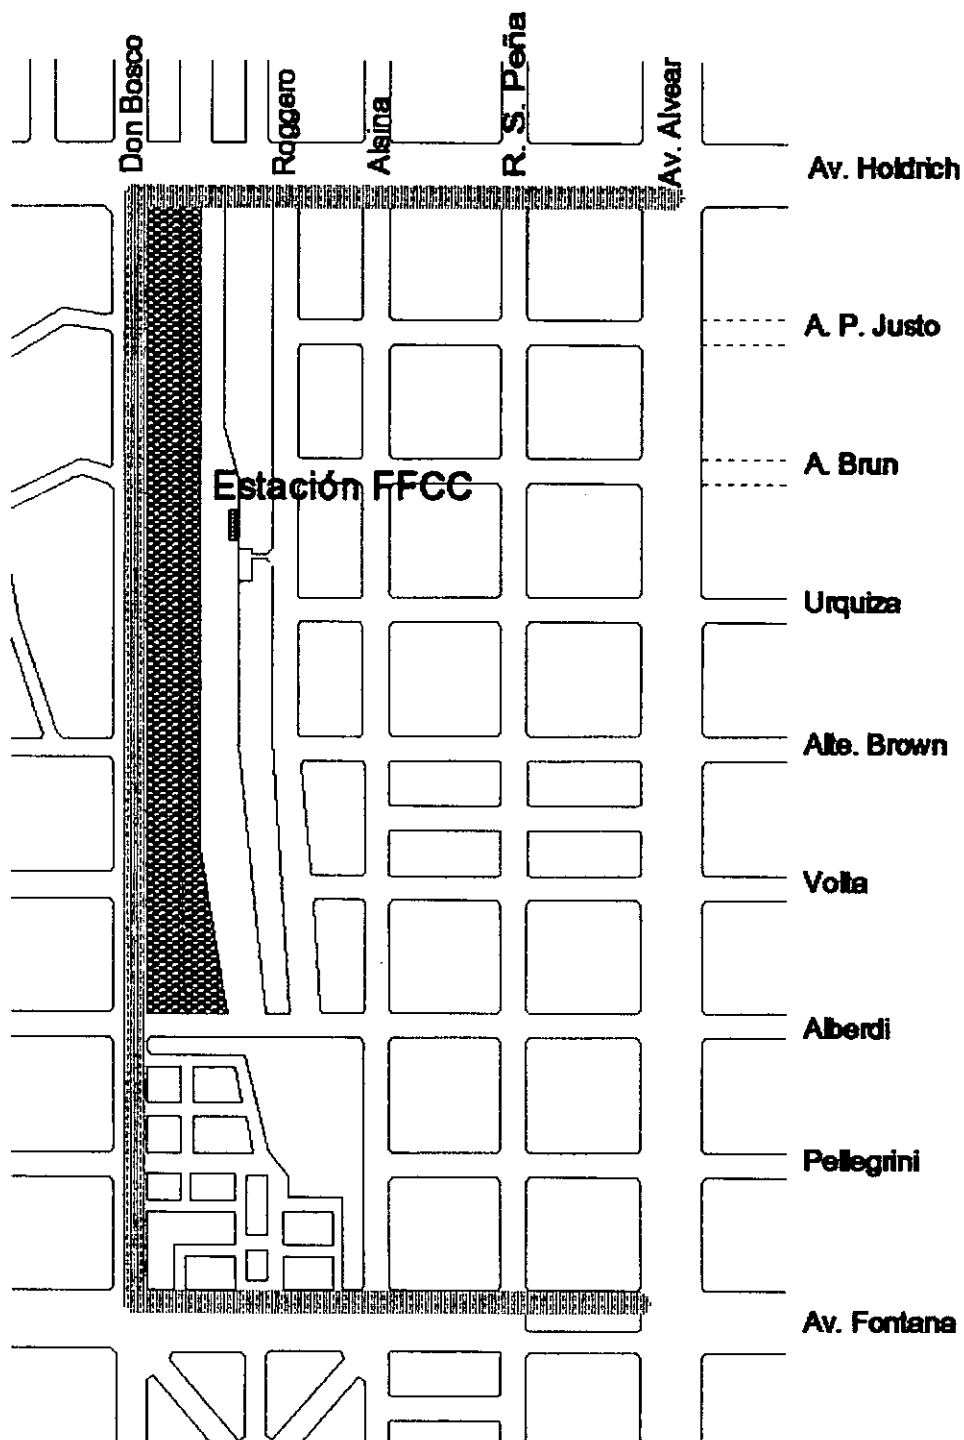 Don Bosco
Roggero
Alsina
R. S. Peña
Av. Alvear
Av. Holdrich
A. P. Justo
A. Brun
Estación FFCC
Urquiza
Alte. Brown
Volta
Alberdi
Pellegrini
Av. Fontana